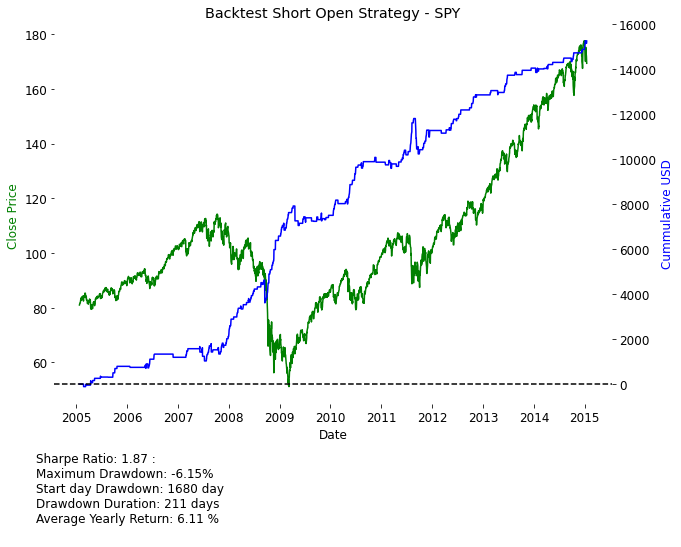 Backtest Short Open Strategy - SPY
180
160
140
120
100
80
60
Close Price
16000
14000
12000
10000
8000
6000
4000
2000
0
Cummulative USD
2005 2006 2007 2008 2009 2010 2011 2012 2013 2014 2015
Date
Sharpe Ratio: 1.87 :
Maximum Drawdown: -6.15%
Start day Drawdown: 1680 day
Drawdown Duration: 211 days
Average Yearly Return: 6.11 %